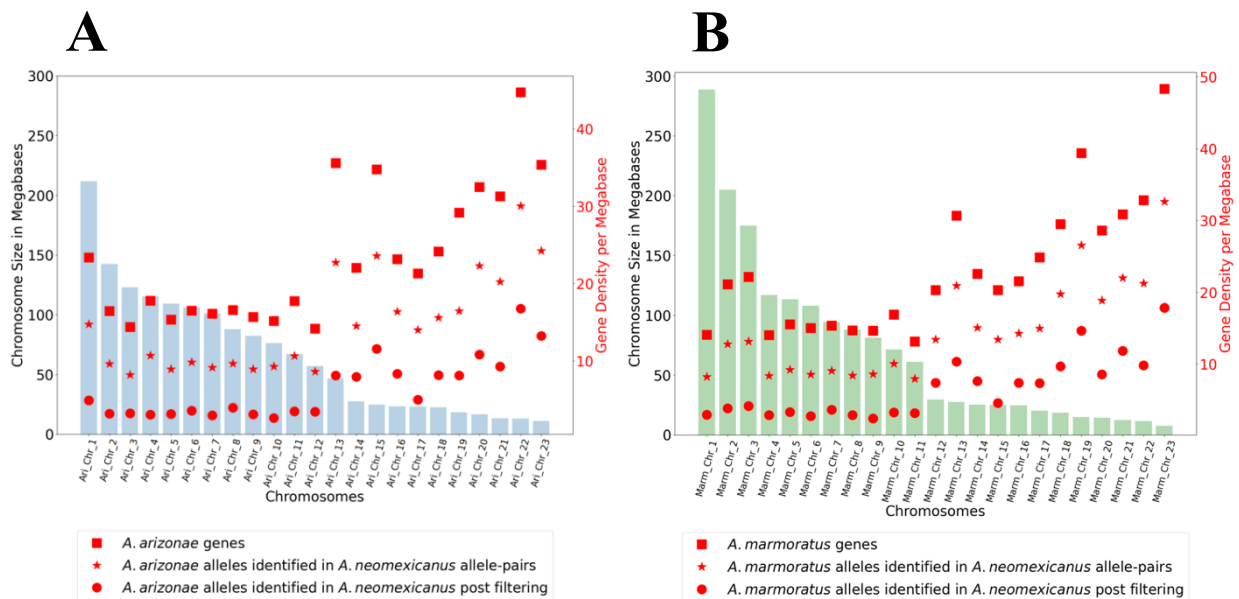 A
300
250
200
150
100
50
0
Chromosome Size in Megabases
40
30
20
10
Gene Density per Megabase
Ari_Chr_1
Ari_Chr_2
Ari_Chr_3
Ari_Chr_4
Ari_Chr_5
Ari_Chr_6
Ari_Chr_7
Ari_Chr_8
Ari_Chr_9
Ari_Chr_10
Ari_Chr_11
Ari_Chr_12
Ari_Chr_13
Ari_Chr_14
Ari_Chr_15
Ari_Chr_16
Ari_Chr_17
Ari_Chr_18
Ari_Chr_19
Ari_Chr_20
Ari_Chr_21
Ari_Chr_22
Ari_Chr_23
Chromosomes
A. arizonae genes
A. arizonae alleles identified in A. neomexicanus allele-pairs
A. arizonae alleles identified in A. neomexicanus post filtering
B
300
250
200
150
100
50
0
Chromosome Size in Megabases
50
40
30
20
10
Gene Density per Megabase
Marm_Chr_1
Marm_Chr_2
Marm_Chr_3
Marm_Chr_4
Marm_Chr_5
Marm_Chr_6
Marm_Chr_7
Marm_Chr_8
Marm_Chr_9
Marm_Chr_10
Marm_Chr_11
Marm_Chr_12
Marm_Chr_13
Marm_Chr_14
Marm_Chr_15
Marm_Chr_16
Marm_Chr_17
Marm_Chr_18
Marm_Chr_19
Marm_Chr_20
Marm_Chr_21
Marm_Chr_22
Marm_Chr_23
Chromosomes
A. marmoratus genes
A. marmoratus alleles identified in A. neomexicanus allele-pairs
A. marmoratus alleles identified in A. neomexicanus post filtering